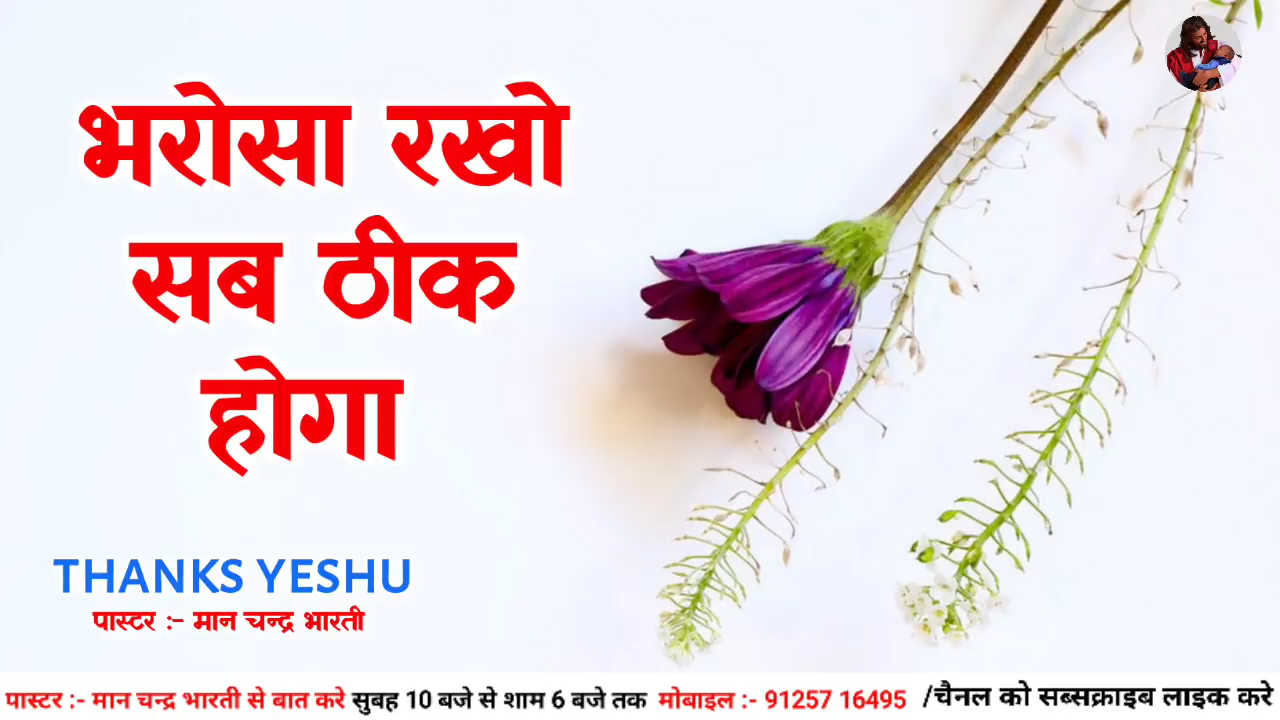 भरोसा रखो
सब ठीक
होगा
THANKS YESHU
पास्टर :- मान चन्द्र भारती
पास्टर :- मान चन्द्र भारती से बात करे सुबह 10 बजे से शाम 6 बजे तक मोबाइल :- 91257 16495 /चैनल को सब्सक्राइब लाइक करे